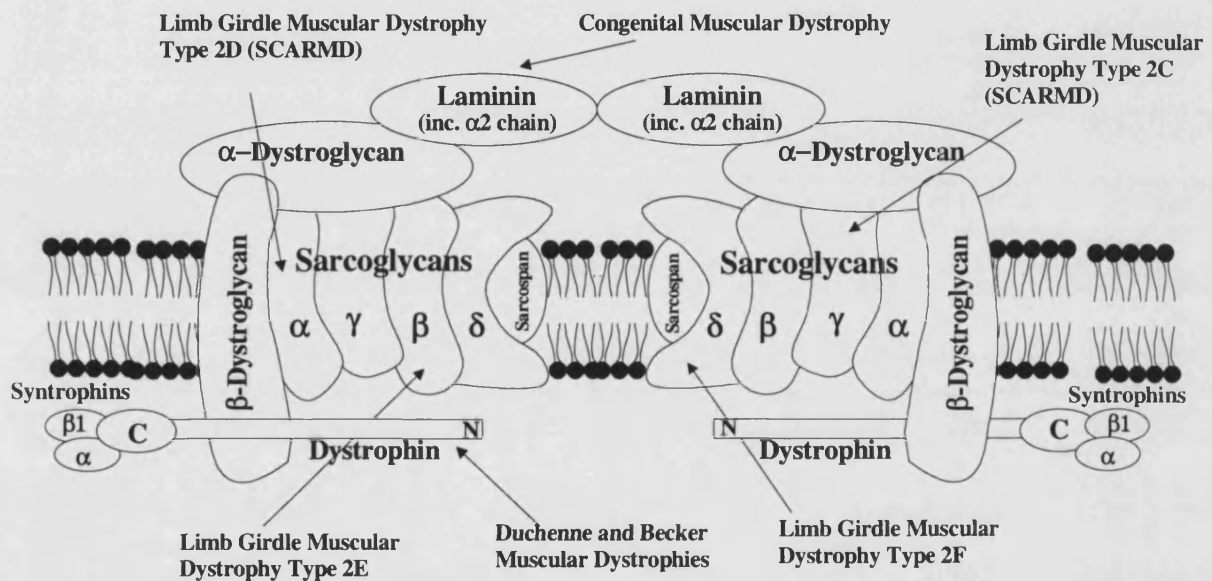 Limb Girdle Muscular Dystrophy
Type 2D (SCARMD)
Congenital Muscular Dystrophy
Limb Girdle Muscular
Dystrophy Type 2C
(SCARMD)
Laminin
(inc. α2 chain)
Laminin
(inc. α2 chain)
α–Dystroglycan
α–Dystroglycan
β-Dystroglycan
Sarcoglycans
α γ β δ
Sarcospan
Sarcospan
Sarcoglycans
δ β γ α
β-Dystroglycan
Syntrophins
β1
α
C
N
Dystrophin
Syntrophins
N
Dystrophin
C
β1
α
Limb Girdle Muscular
Dystrophy Type 2E
Duchenne and Becker
Muscular Dystrophies
Limb Girdle Muscular
Dystrophy Type 2F